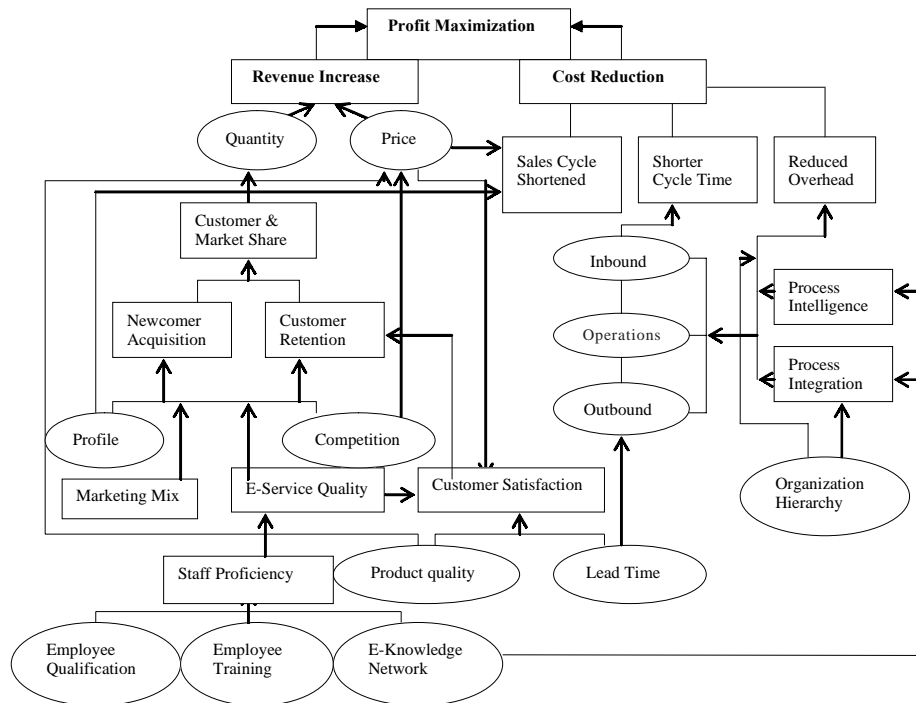 Profit Maximization
Revenue Increase
Cost Reduction
Quantity
Price
Sales Cycle
Shortened
Shorter
Cycle Time
Reduced
Overhead
Customer &
Market Share
Inbound
Process
Intelligence
Newcomer
Acquisition
Customer
Retention
Operations
Process
Integration
Outbound
Profile
Competition
Marketing Mix
E-Service Quality
Customer Satisfaction
Organization
Hierarchy
Staff Proficiency
Product quality
Lead Time
Employee
Qualification
Employee
Training
E-Knowledge
Network